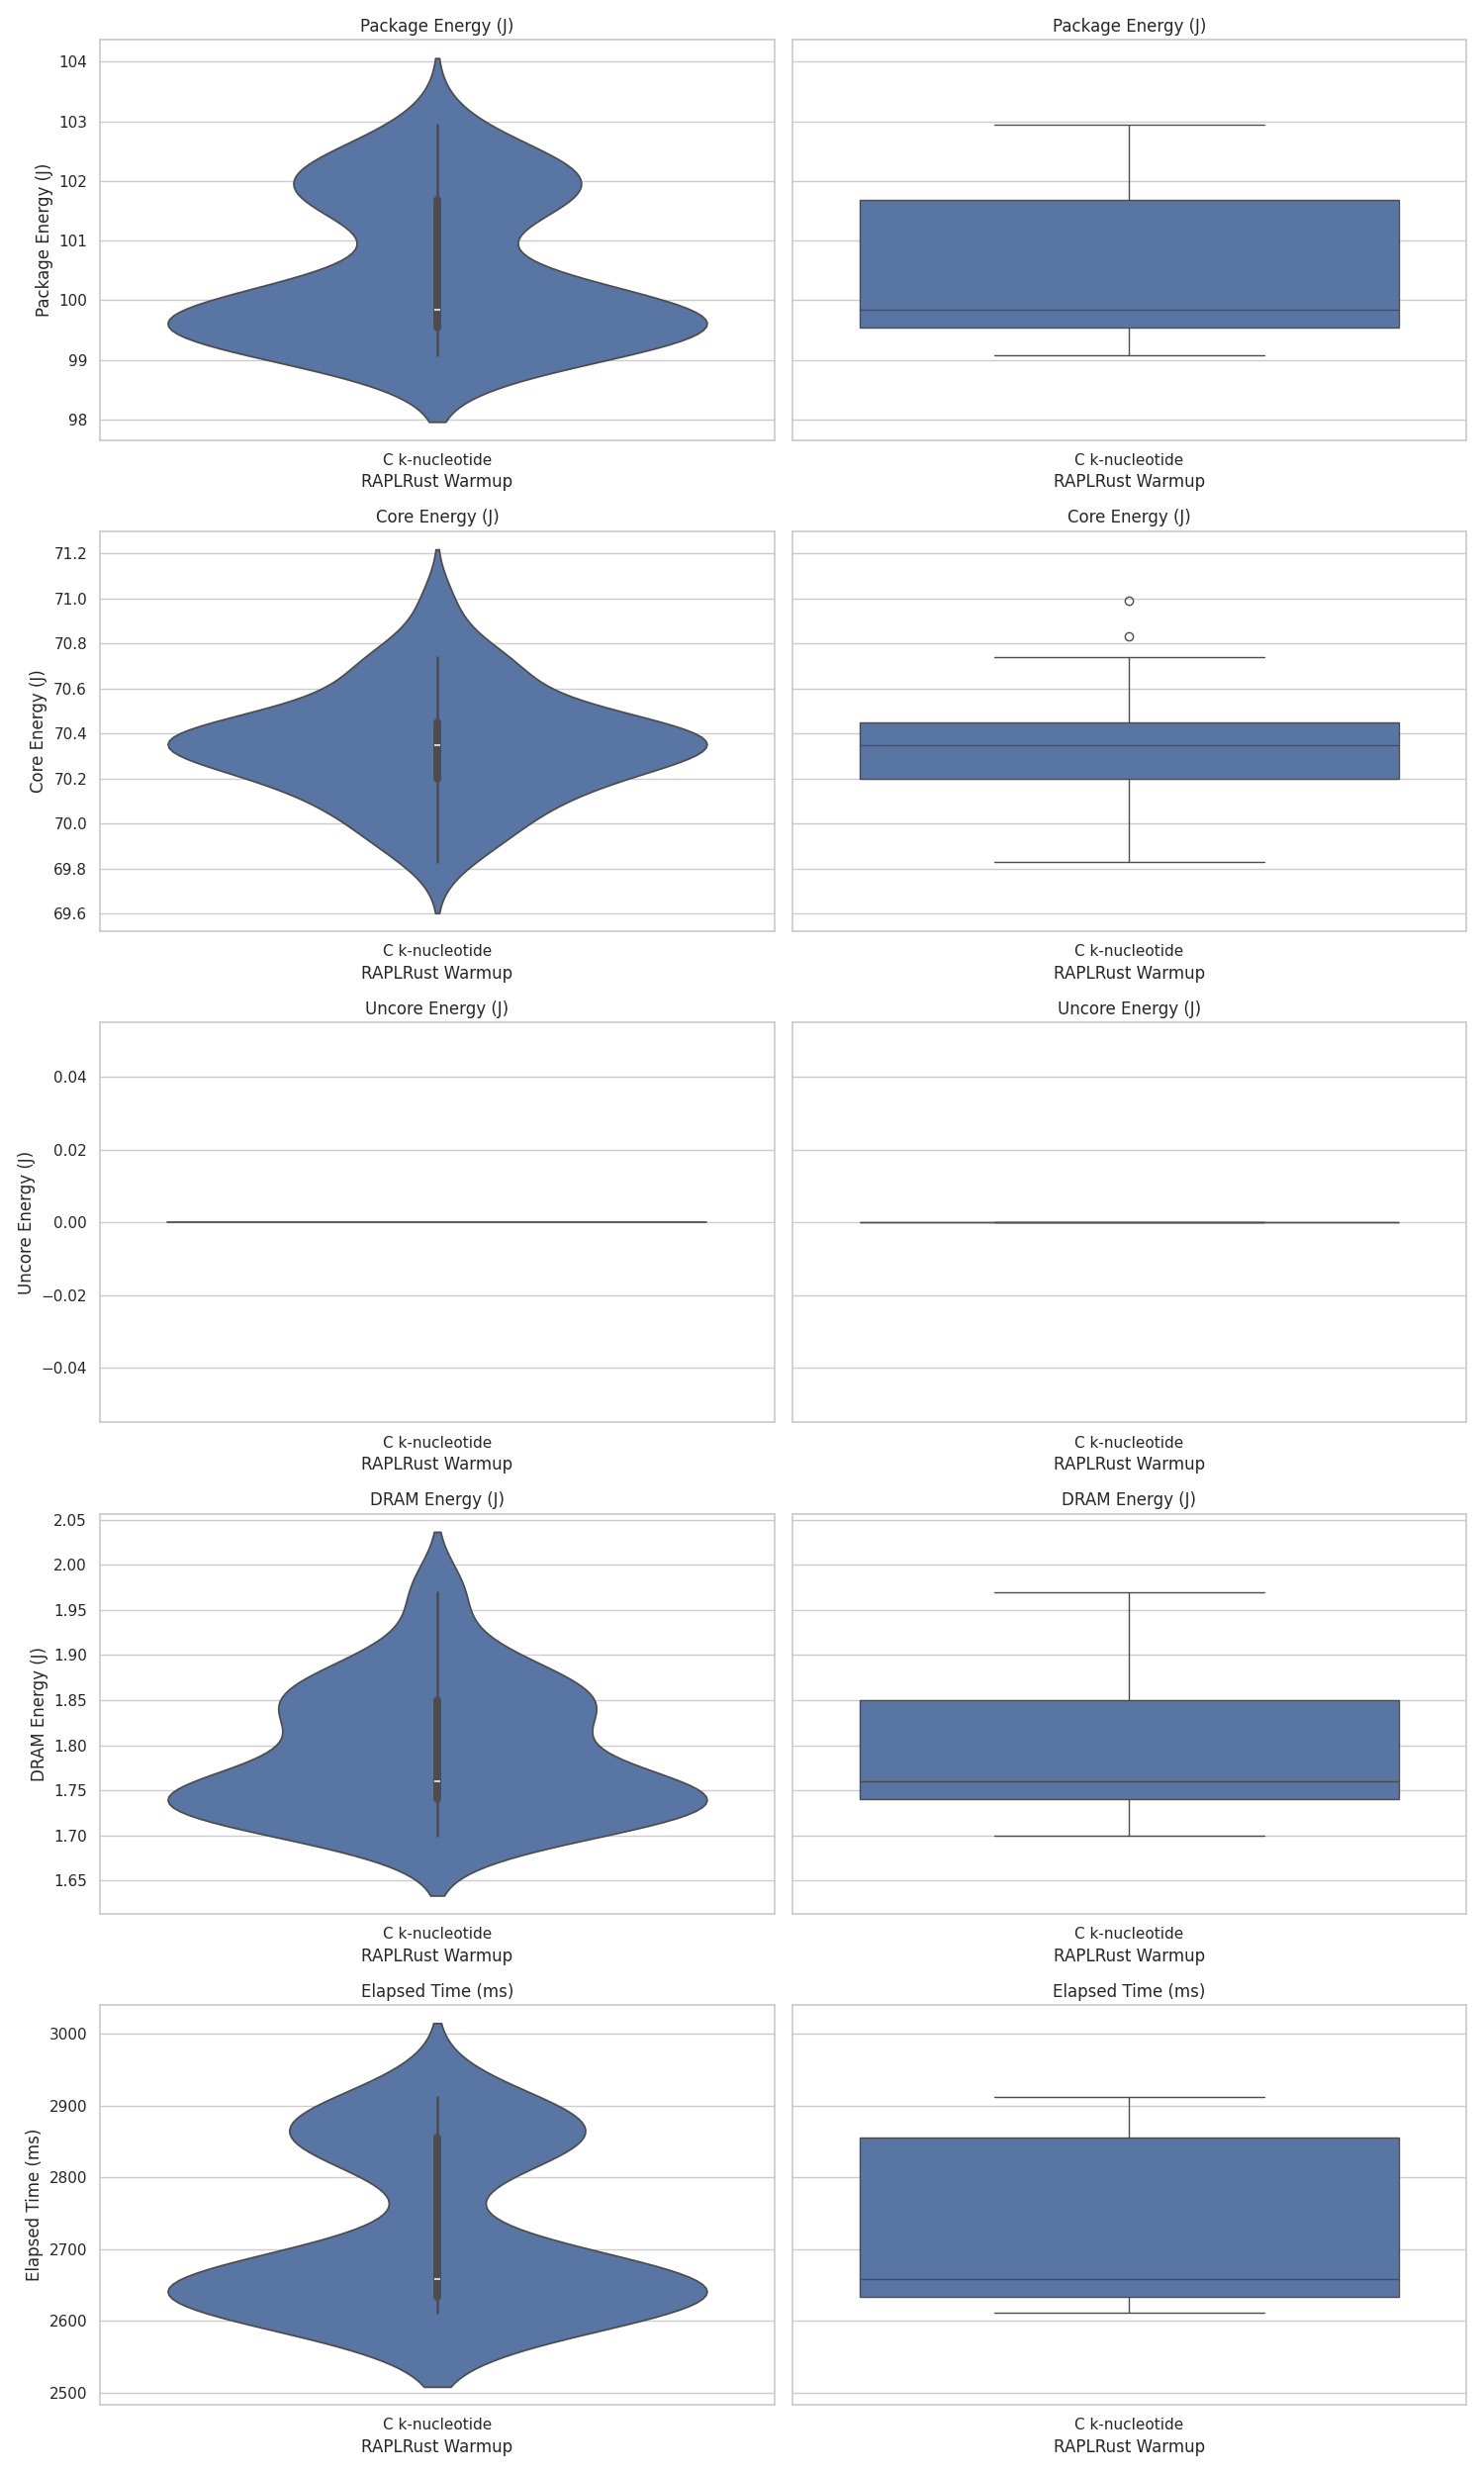 Package Energy (J)
Package Energy (J)
Package Energy (J)
104
103
102
101
100
99
98
C k-nucleotide
RAPLRust Warmup
C k-nucleotide
RAPLRust Warmup
Core Energy (J)
Core Energy (J)
Core Energy (J)
71.2
71.0
70.8
70.6
70.4
70.2
70.0
69.8
69.6
C k-nucleotide
RAPLRust Warmup
C k-nucleotide
RAPLRust Warmup
Uncore Energy (J)
Uncore Energy (J)
Uncore Energy (J)
0.04
0.02
0.00
−0.02
−0.04
C k-nucleotide
RAPLRust Warmup
C k-nucleotide
RAPLRust Warmup
DRAM Energy (J)
DRAM Energy (J)
DRAM Energy (J)
2.05
2.00
1.95
1.90
1.85
1.80
1.75
1.70
1.65
C k-nucleotide
RAPLRust Warmup
C k-nucleotide
RAPLRust Warmup
Elapsed Time (ms)
Elapsed Time (ms)
Elapsed Time (ms)
3000
2900
2800
2700
2600
2500
C k-nucleotide
RAPLRust Warmup
C k-nucleotide
RAPLRust Warmup